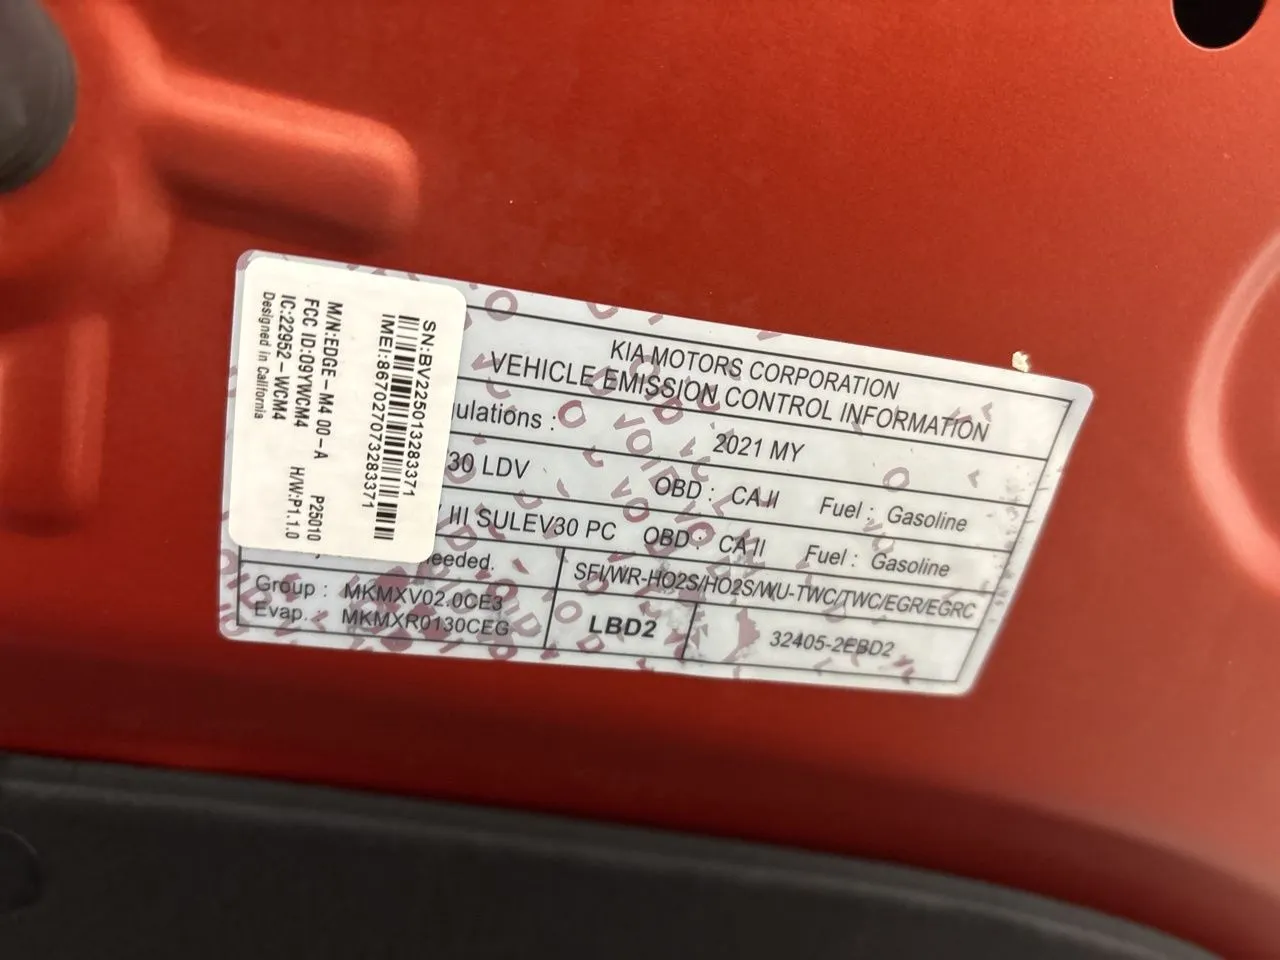 SN:BV225013283371
IMEI:867027073283371
M/N:EDGE-M4 00-A P25010
FCC ID:O9YWCM4 H/W:P1.1.0
IC:22952-WCM4
Designed in California
KIA MOTORS CORPORATION
VEHICLE EMISSION CONTROL INFORMATION
ulations : 2021 MY
30 LDV OBD : CA II Fuel : Gasoline
III SULEV30 PC OBD : CA II Fuel : Gasoline
eeded. SFI/WR-HO2S/HO2S/WU-TWC/TWC/EGR/EGRC
Group : MKMXV02.0CE3
Evap. : MKMXR0130CEG
LBD2 32405-2EBD2
VOID